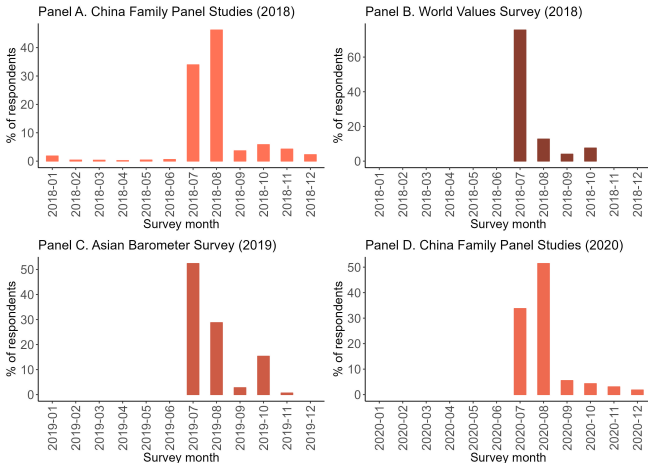 Panel A. China Family Panel Studies (2018)
% of respondents
40
30
20
10
0
2018-01 2018-02 2018-03 2018-04 2018-05 2018-06 2018-07 2018-08 2018-09 2018-10 2018-11 2018-12
Survey month
Panel B. World Values Survey (2018)
% of respondents
60
40
20
0
2018-01 2018-02 2018-03 2018-04 2018-05 2018-06 2018-07 2018-08 2018-09 2018-10 2018-11 2018-12
Survey month
Panel C. Asian Barometer Survey (2019)
% of respondents
50
40
30
20
10
0
2019-01 2019-02 2019-03 2019-04 2019-05 2019-06 2019-07 2019-08 2019-09 2019-10 2019-11 2019-12
Survey month
Panel D. China Family Panel Studies (2020)
% of respondents
50
40
30
20
10
0
2020-01 2020-02 2020-03 2020-04 2020-05 2020-06 2020-07 2020-08 2020-09 2020-10 2020-11 2020-12
Survey month